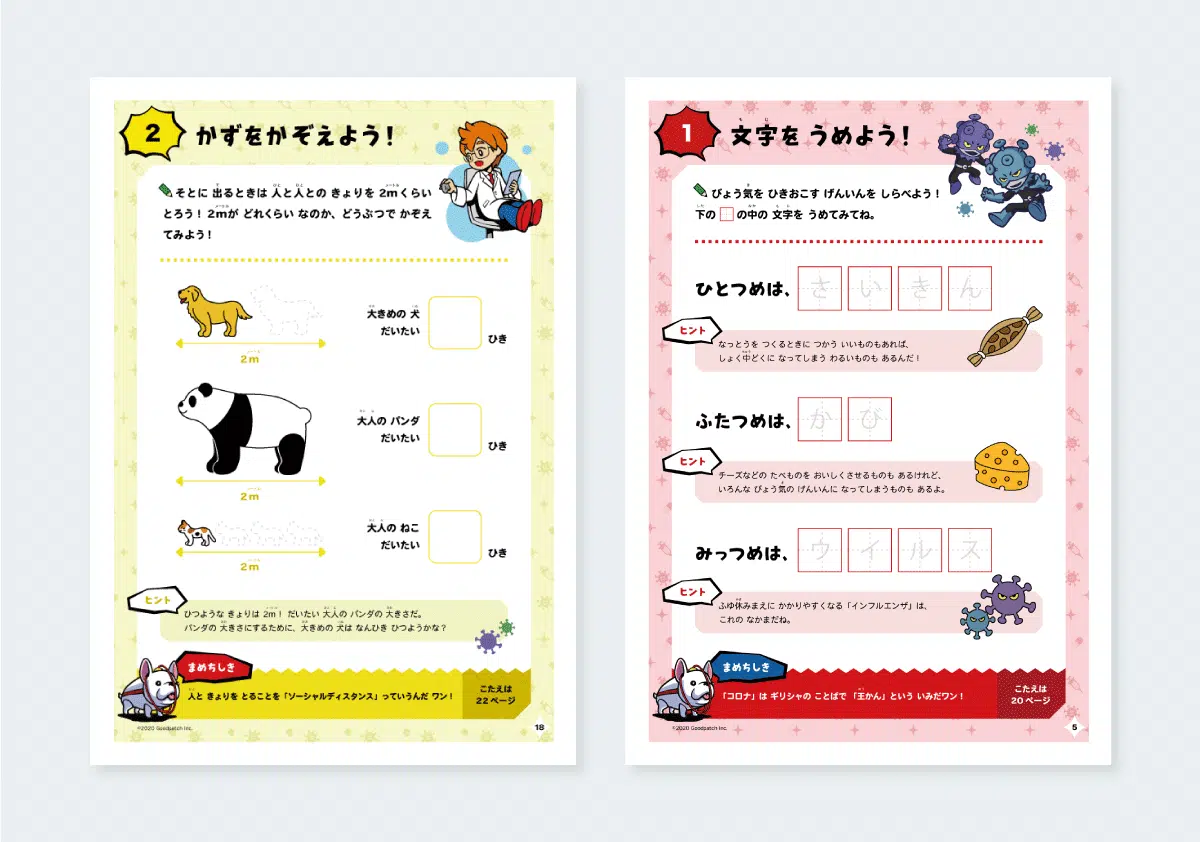 2
かずをかぞえよう!
そとに 出るときは 人と人との きょりを 2mくらい
とろう! 2mが どれくらい なのか、どうぶつで かぞえ
てみよう!
2m
大きめの 犬
だいたい
ひき
2m
大人の パンダ
だいたい
ひき
2m
大人の ねこ
だいたい
ひき
ヒント
ひつような きょりは 2m! だいたい 大人の パンダの 大きさだ。
パンダの 大きさにするために、大きめの 犬は なんひき ひつようかな?
まめちしき
人と きょりを とることを「ソーシャルディスタンス」っていうんだ ワン!
こたえは
22 ページ
©2020 Goodpatch Inc.
18
1
文字を うめよう!
びょう気を ひきおこす げんいんを しらべよう!
下の の中の 文字を うめてみてね。
ひとつめは、さいきん
ヒント
なっとうを つくるときに つかう いいものもあれば、
しょく中どくに なってしまう わるいものも あるんだ!
ふたつめは、かび
ヒント
チーズなどの たべものを おいしくさせるものも あるけれど、
いろんな びょう気の げんいんに なってしまうものも あるよ。
みっつめは、ウイルス
ヒント
ふゆ休みまえに かかりやすくなる「インフルエンザ」は、
これの なかまだね。
まめちしき
「コロナ」は ギリシャの ことばで 「王かん」という いみだワン!
こたえは
20 ページ
©2020 Goodpatch Inc.
5